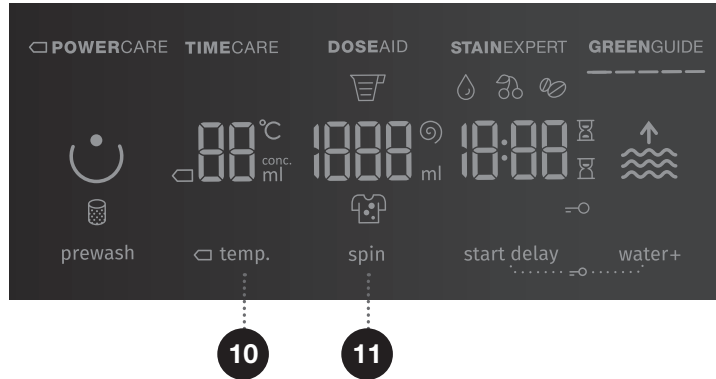 POWERCARE TIMECARE DOSEAID STAINEXPERT GREENGUIDE
88 °C 1888 18:88
conc.
ml ml
prewash temp. spin start delay water+
10 11